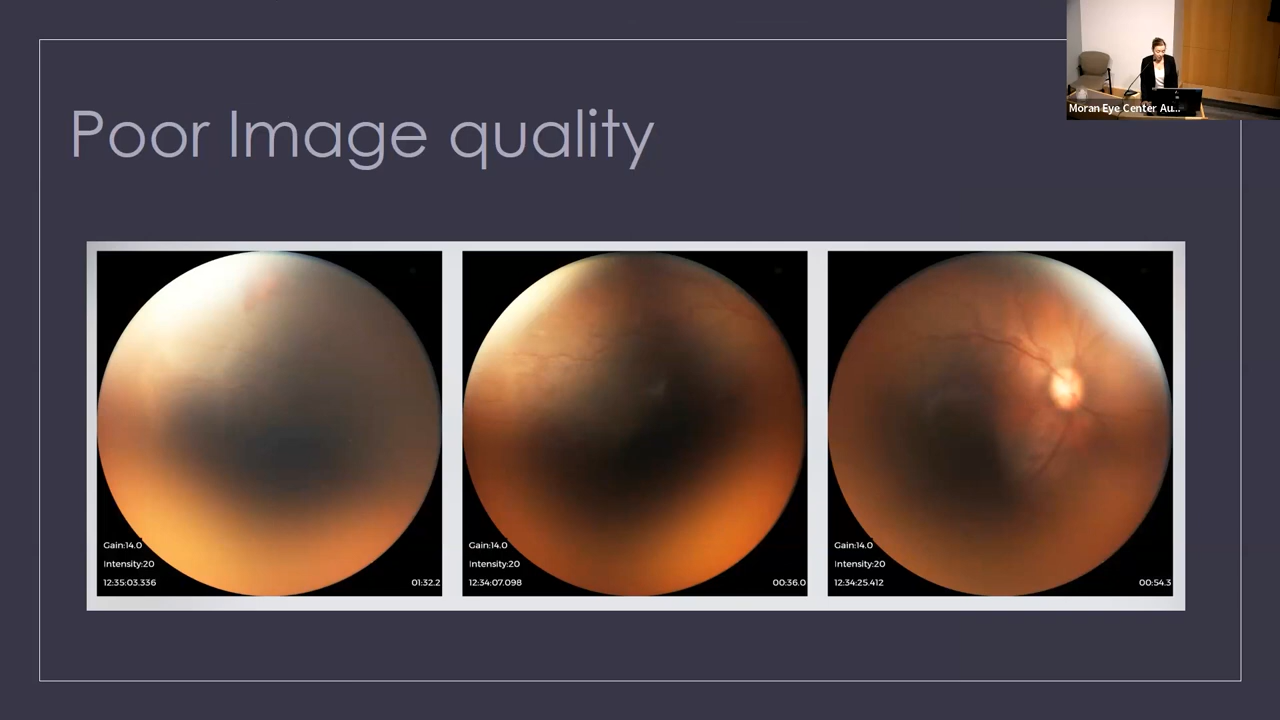 Moran Eye Center Au...
Poor Image quality
Gain:14.0
Intensity:20
12:35:03.336
01:32.2
Gain:14.0
Intensity:20
12:34:07.098
00:36.0
Gain:14.0
Intensity:20
12:34:25.412
00:54.3